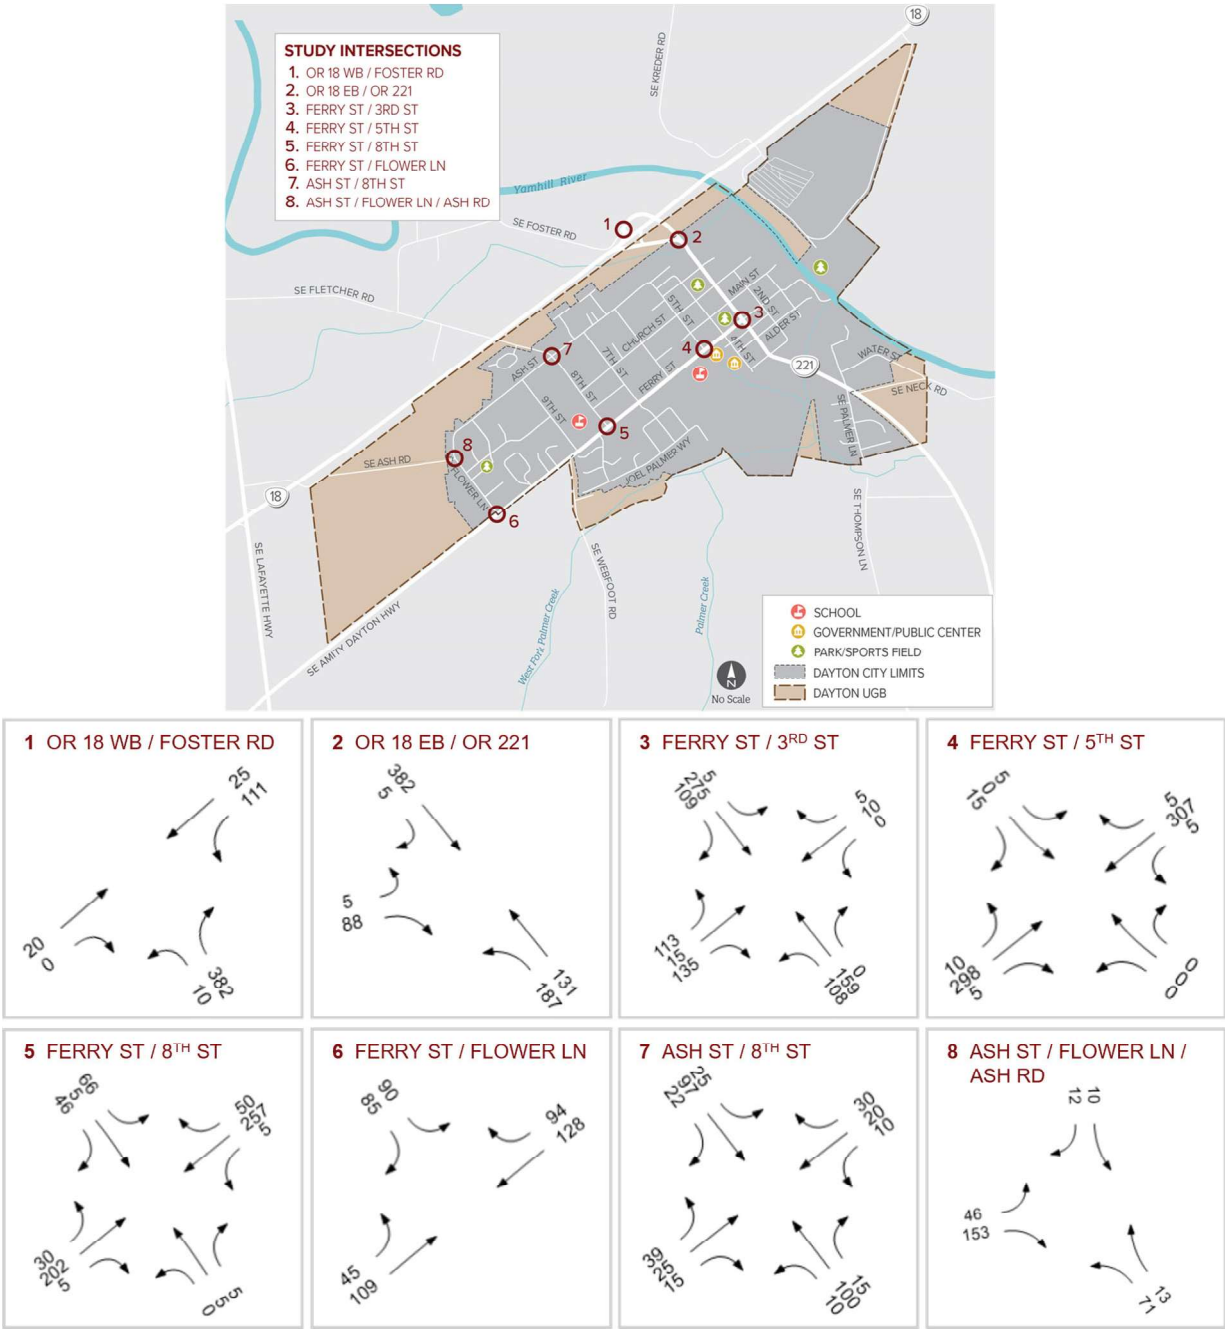 STUDY INTERSECTIONS
1. OR 18 WB / FOSTER RD
2. OR 18 EB / OR 221
3. FERRY ST / 3RD ST
4. FERRY ST / 5TH ST
5. FERRY ST / 8TH ST
6. FERRY ST / FLOWER LN
7. ASH ST / 8TH ST
8. ASH ST / FLOWER LN / ASH RD
18
SE KREDER RD
Yamhill River
SE FOSTER RD
1
2
SE FLETCHER RD
MAIN ST
2ND ST
5TH ST
3
CHURCH ST
ALDER ST
4TH ST
4
7
7TH ST
WATER ST
221
ASH ST
8TH ST
FERRY ST
SE NECK RD
9TH ST
SE PALMER LN
5
8
SE ASH RD
JOEL PALMER WY
FLOWER LN
18
6
SE THOMPSON LN
SE LAFAYETTE HWY
SE WEBFOOT RD
SE AMITY DAYTON HWY
West Fork Palmer Creek
Palmer Creek
N
No Scale
SCHOOL
GOVERNMENT/PUBLIC CENTER
PARK/SPORTS FIELD
DAYTON CITY LIMITS
DAYTON UGB
1 OR 18 WB / FOSTER RD
25
111
20
0
382
10
2 OR 18 EB / OR 221
382
5
5
88
131
187
3 FERRY ST / 3RD ST
5
275
109
5
10
0
113
15
135
0
159
108
4 FERRY ST / 5TH ST
5
0
15
5
307
5
10
298
5
0
0
0
5 FERRY ST / 8TH ST
66
5
46
50
257
5
30
202
5
5
5
0
6 FERRY ST / FLOWER LN
90
85
94
128
45
109
7 ASH ST / 8TH ST
25
97
22
30
20
10
39
25
15
15
100
10
8 ASH ST / FLOWER LN /
ASH RD
10
12
46
153
13
71